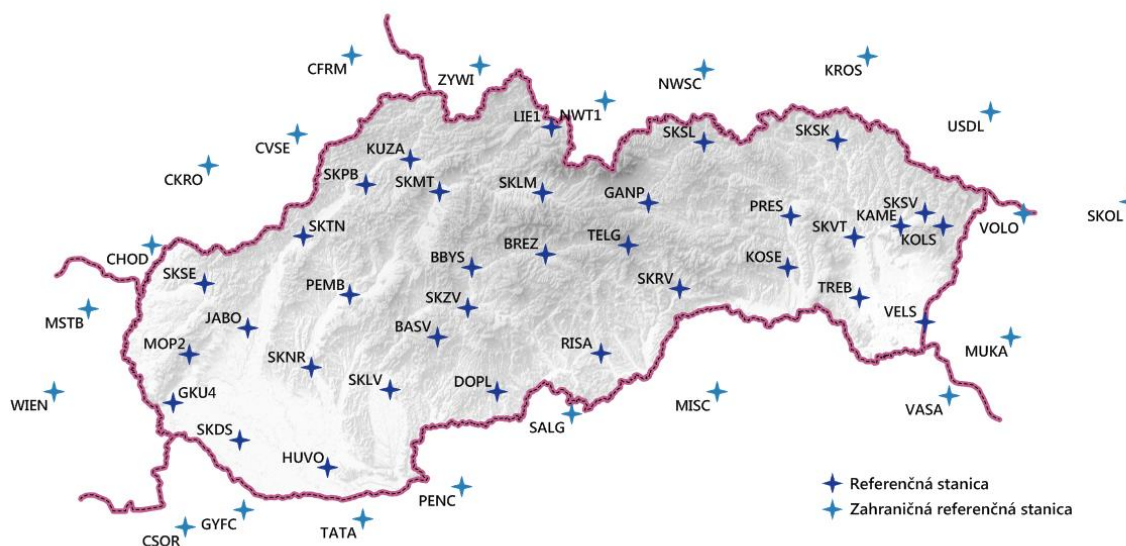 CFRM
ZYWI
KROS
NWSC
LIE1
NWT1
USDL
CVSE
SKSL
SKSK
KUZA
CKRO
SKPB
SKMT
SKLM
GANP
PRES
SKSV
KAME
SKOL
VOLO
SKTN
SKVT
KOLS
CHOD
BREZ
TELG
BBYS
KOSE
SKSE
PEMB
SKRV
TREB
SKZV
MSTB
JABO
VELS
BASV
MOP2
RISA
MUKA
SKNR
SKLV
DOPL
WIEN
GKU4
MISC
VASA
SALG
SKDS
HUVO
PENC
Referenčná stanica
Zahraničná referenčná stanica
GYFC
TATA
CSOR